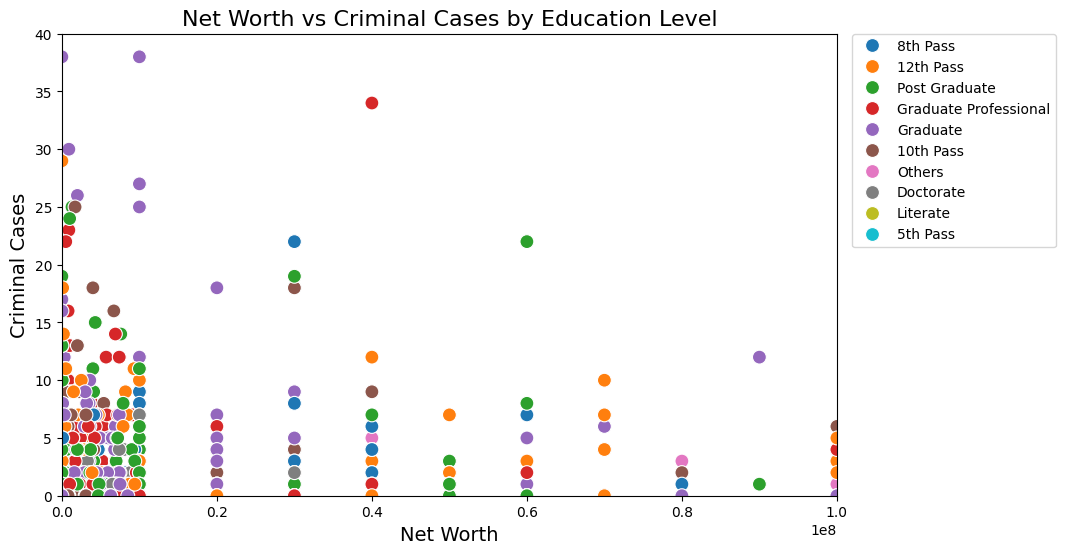 Net Worth vs Criminal Cases by Education Level
40
35
30
25
20
15
10
5
0
Criminal Cases
0.0 0.2 0.4 0.6 0.8 1.0
1e8
Net Worth
8th Pass
12th Pass
Post Graduate
Graduate Professional
Graduate
10th Pass
Others
Doctorate
Literate
5th Pass